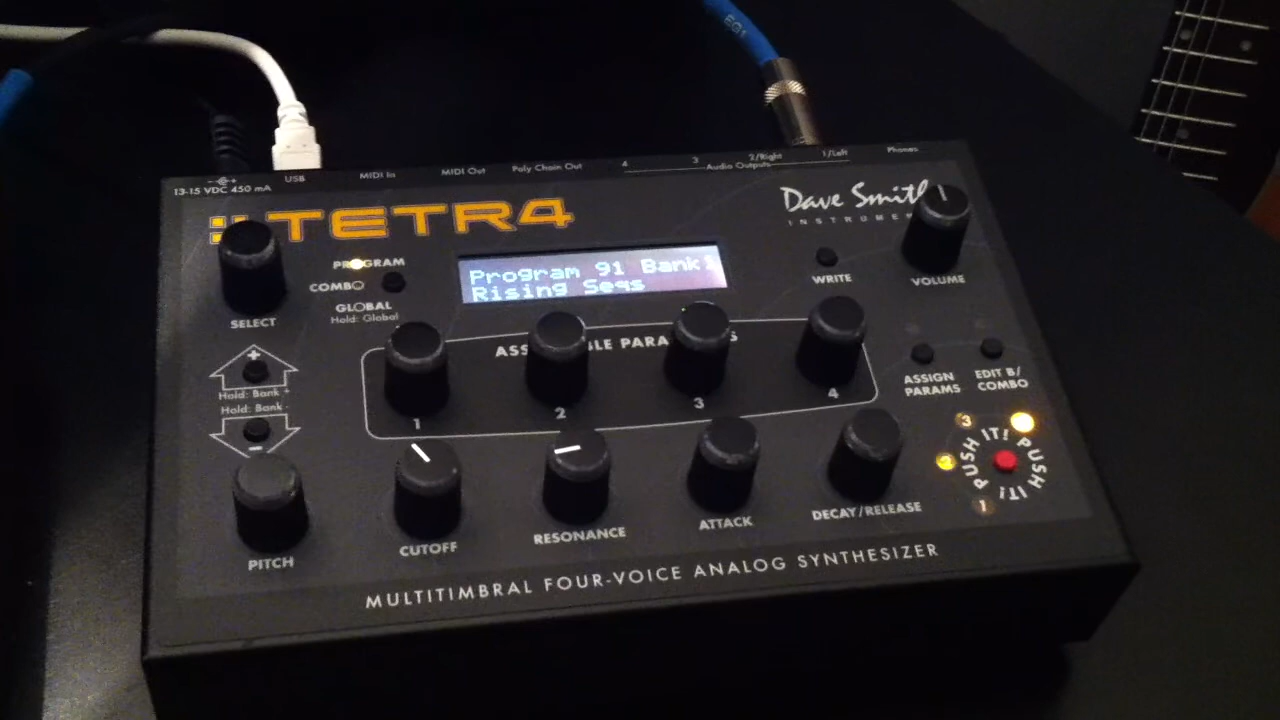 EG1
13-15 VDC 450 mA
USB
MIDI In
MIDI Out
Poly Chain Out
4
3
2/Right
1/Left
Audio Outputs
Phones
TETR4
Dave Smith
PROGRAM
COMBO
GLOBAL
Hold: Global
Program 91 Bank1
Rising Seqs
WRITE
VOLUME
SELECT
+
Hold: Bank +
Hold: Bank -
-
1
2
3
4
ASSIGN
PARAMS
EDIT B/
COMBO
3
2
1
PUSH IT! PUSH IT!
PITCH
CUTOFF
RESONANCE
ATTACK
DECAY/RELEASE
MULTITIMBRAL FOUR-VOICE ANALOG SYNTHESIZER